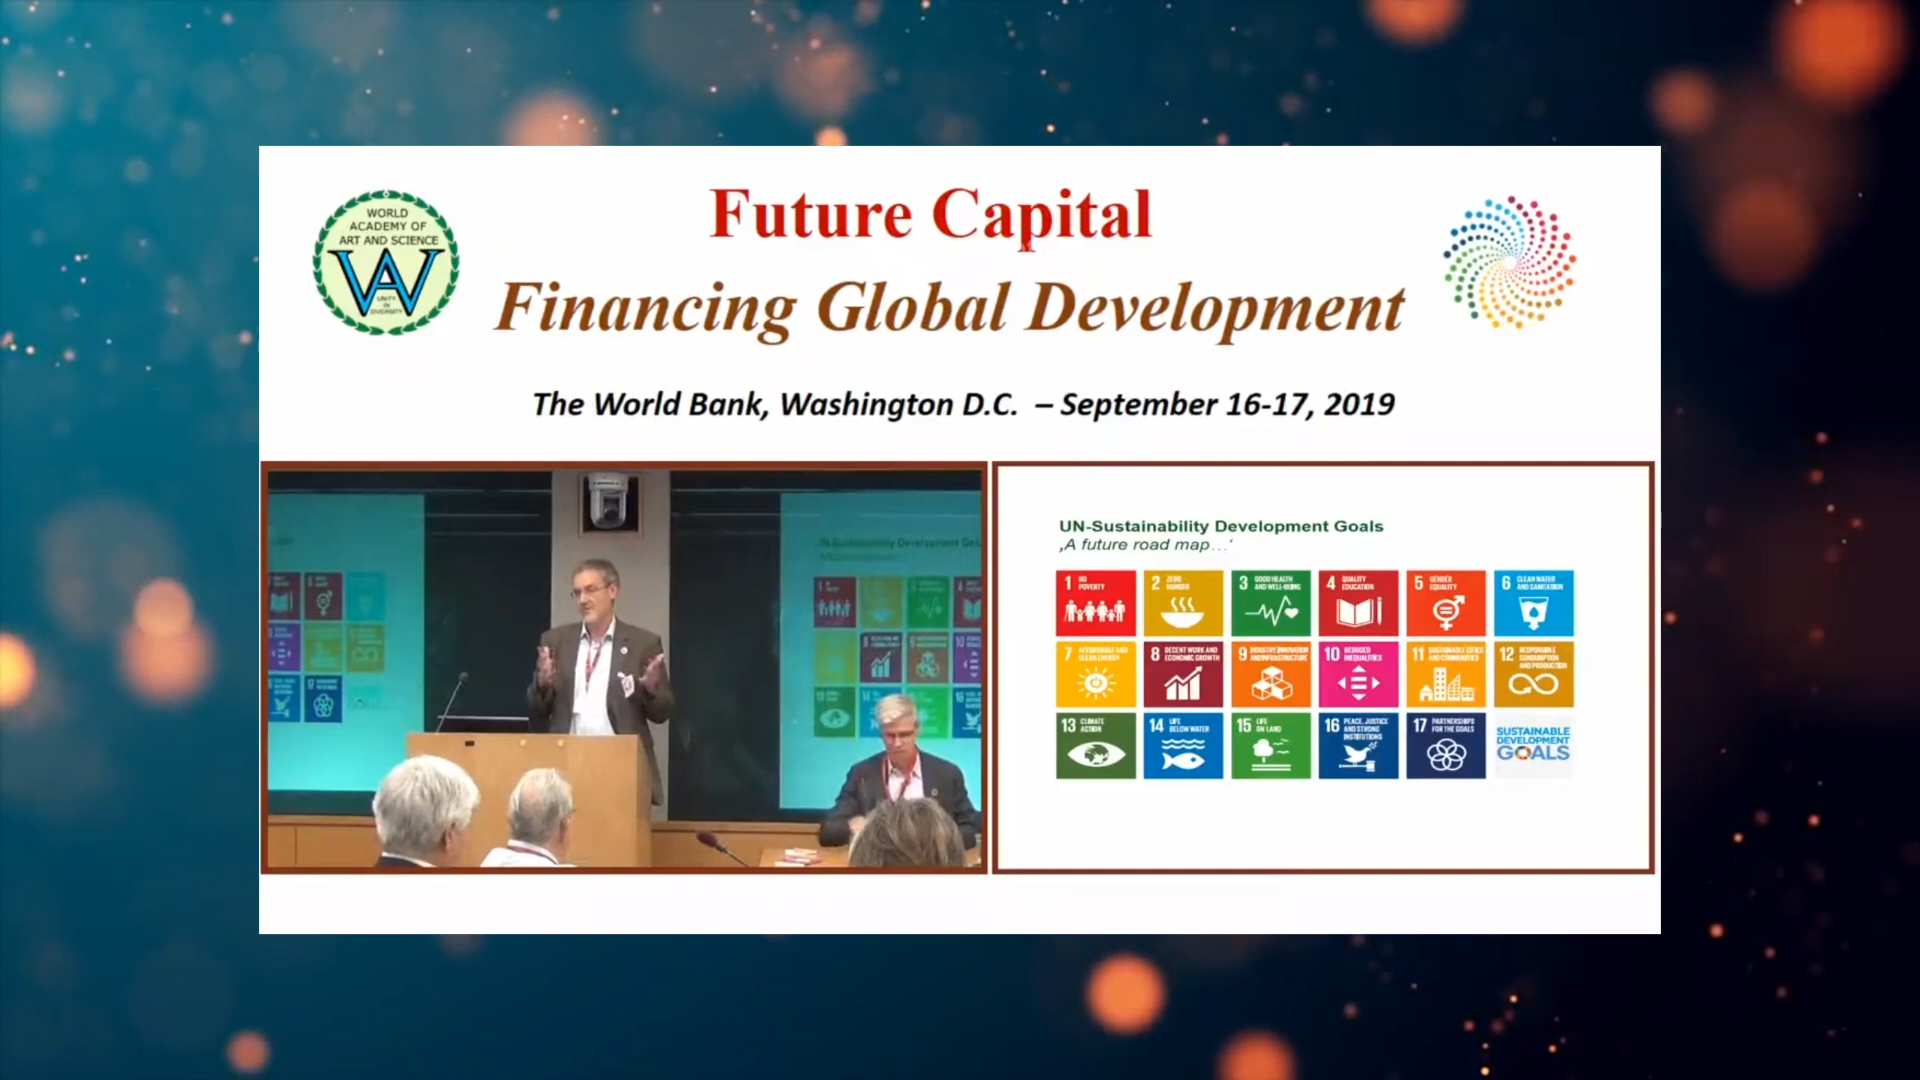 WORLD
ACADEMY OF
ART AND SCIENCE
UNITY
IN
DIVERSITY
Future Capital
Financing Global Development
The World Bank, Washington D.C. – September 16-17, 2019
UN-Sustainability Development Goals
‚A future road map…‘
1 NO
POVERTY
2 ZERO
HUNGER
3 GOOD HEALTH
AND WELL-BEING
4 QUALITY
EDUCATION
5 GENDER
EQUALITY
6 CLEAN WATER
AND SANITATION
7 AFFORDABLE AND
CLEAN ENERGY
8 DECENT WORK AND
ECONOMIC GROWTH
9 INDUSTRY, INNOVATION
AND INFRASTRUCTURE
10 REDUCED
INEQUALITIES
11 SUSTAINABLE CITIES
AND COMMUNITIES
12 RESPONSIBLE
CONSUMPTION
AND PRODUCTION
13 CLIMATE
ACTION
14 LIFE
BELOW WATER
15 LIFE
ON LAND
16 PEACE, JUSTICE
AND STRONG
INSTITUTIONS
17 PARTNERSHIPS
FOR THE GOALS
SUSTAINABLE
DEVELOPMENT
GOALS